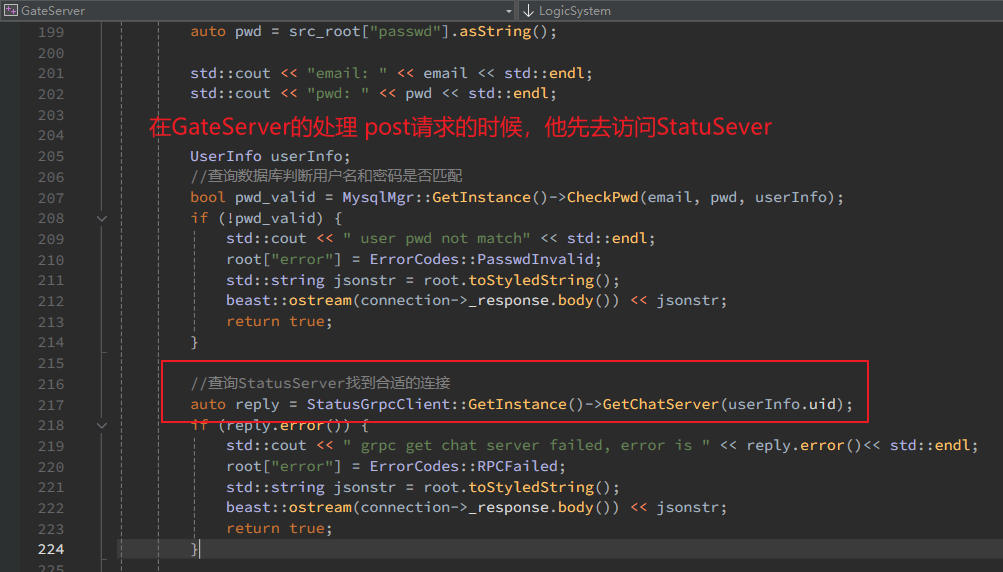 GateServer
LogicSystem
199 auto pwd = src_root["passwd"].asString();
200
201 std::cout << "email: " << email << std::endl;
202 std::cout << "pwd: " << pwd << std::endl;
203
在GateServer的处理 post请求的时候，他先去访问StatuSever
204
205 UserInfo userInfo;
206 //查询数据库判断用户名和密码是否匹配
207 bool pwd_valid = MysqlMgr::GetInstance()->CheckPwd(email, pwd, userInfo);
208 if (!pwd_valid) {
209 std::cout << " user pwd not match" << std::endl;
210 root["error"] = ErrorCodes::PasswdInvalid;
211 std::string jsonstr = root.toStyledString();
212 beast::ostream(connection->_response.body()) << jsonstr;
213 return true;
214 }
215
216 //查询StatusServer找到合适的连接
217 auto reply = StatusGrpcClient::GetInstance()->GetChatServer(userInfo.uid);
218 if (reply.error()) {
219 std::cout << " grpc get chat server failed, error is " << reply.error()<< std::endl;
220 root["error"] = ErrorCodes::RPCFailed;
221 std::string jsonstr = root.toStyledString();
222 beast::ostream(connection->_response.body()) << jsonstr;
223 return true;
224 }
225